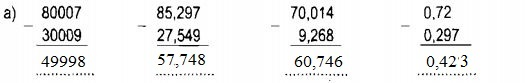 а) 80007 85,297 70,014 0,72
− − − −
30009 27,549 9,268 0,297
49998 57,748 60,746 0,423